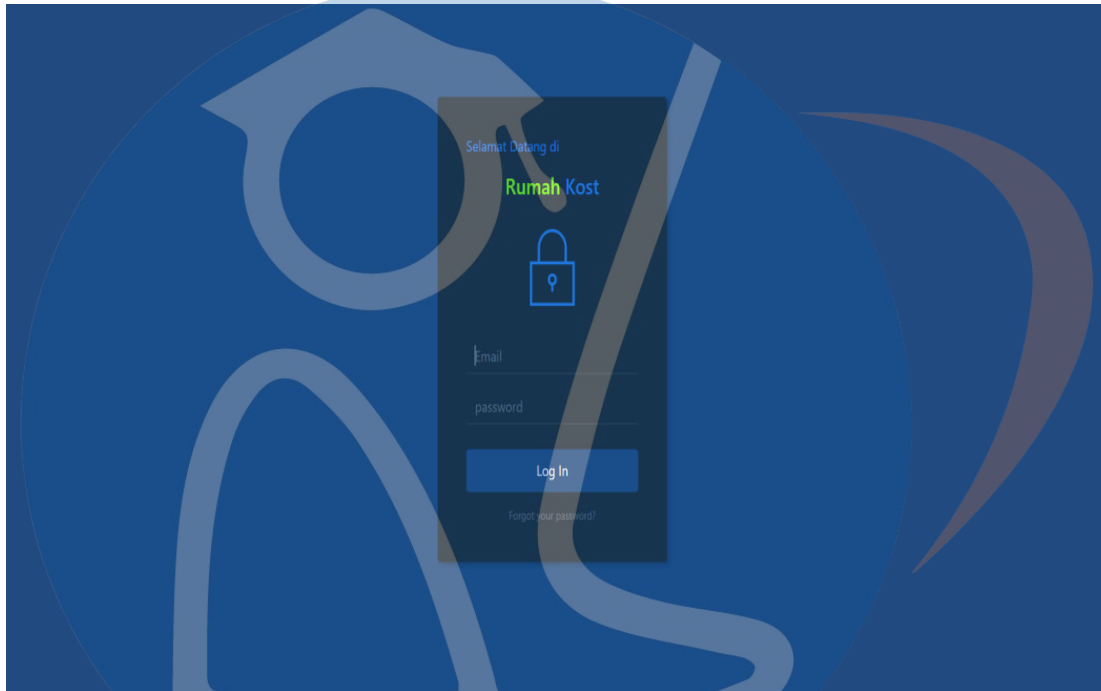 Selamat Datang di
Rumah Kost
Email
password
Log In
Forgot your password?